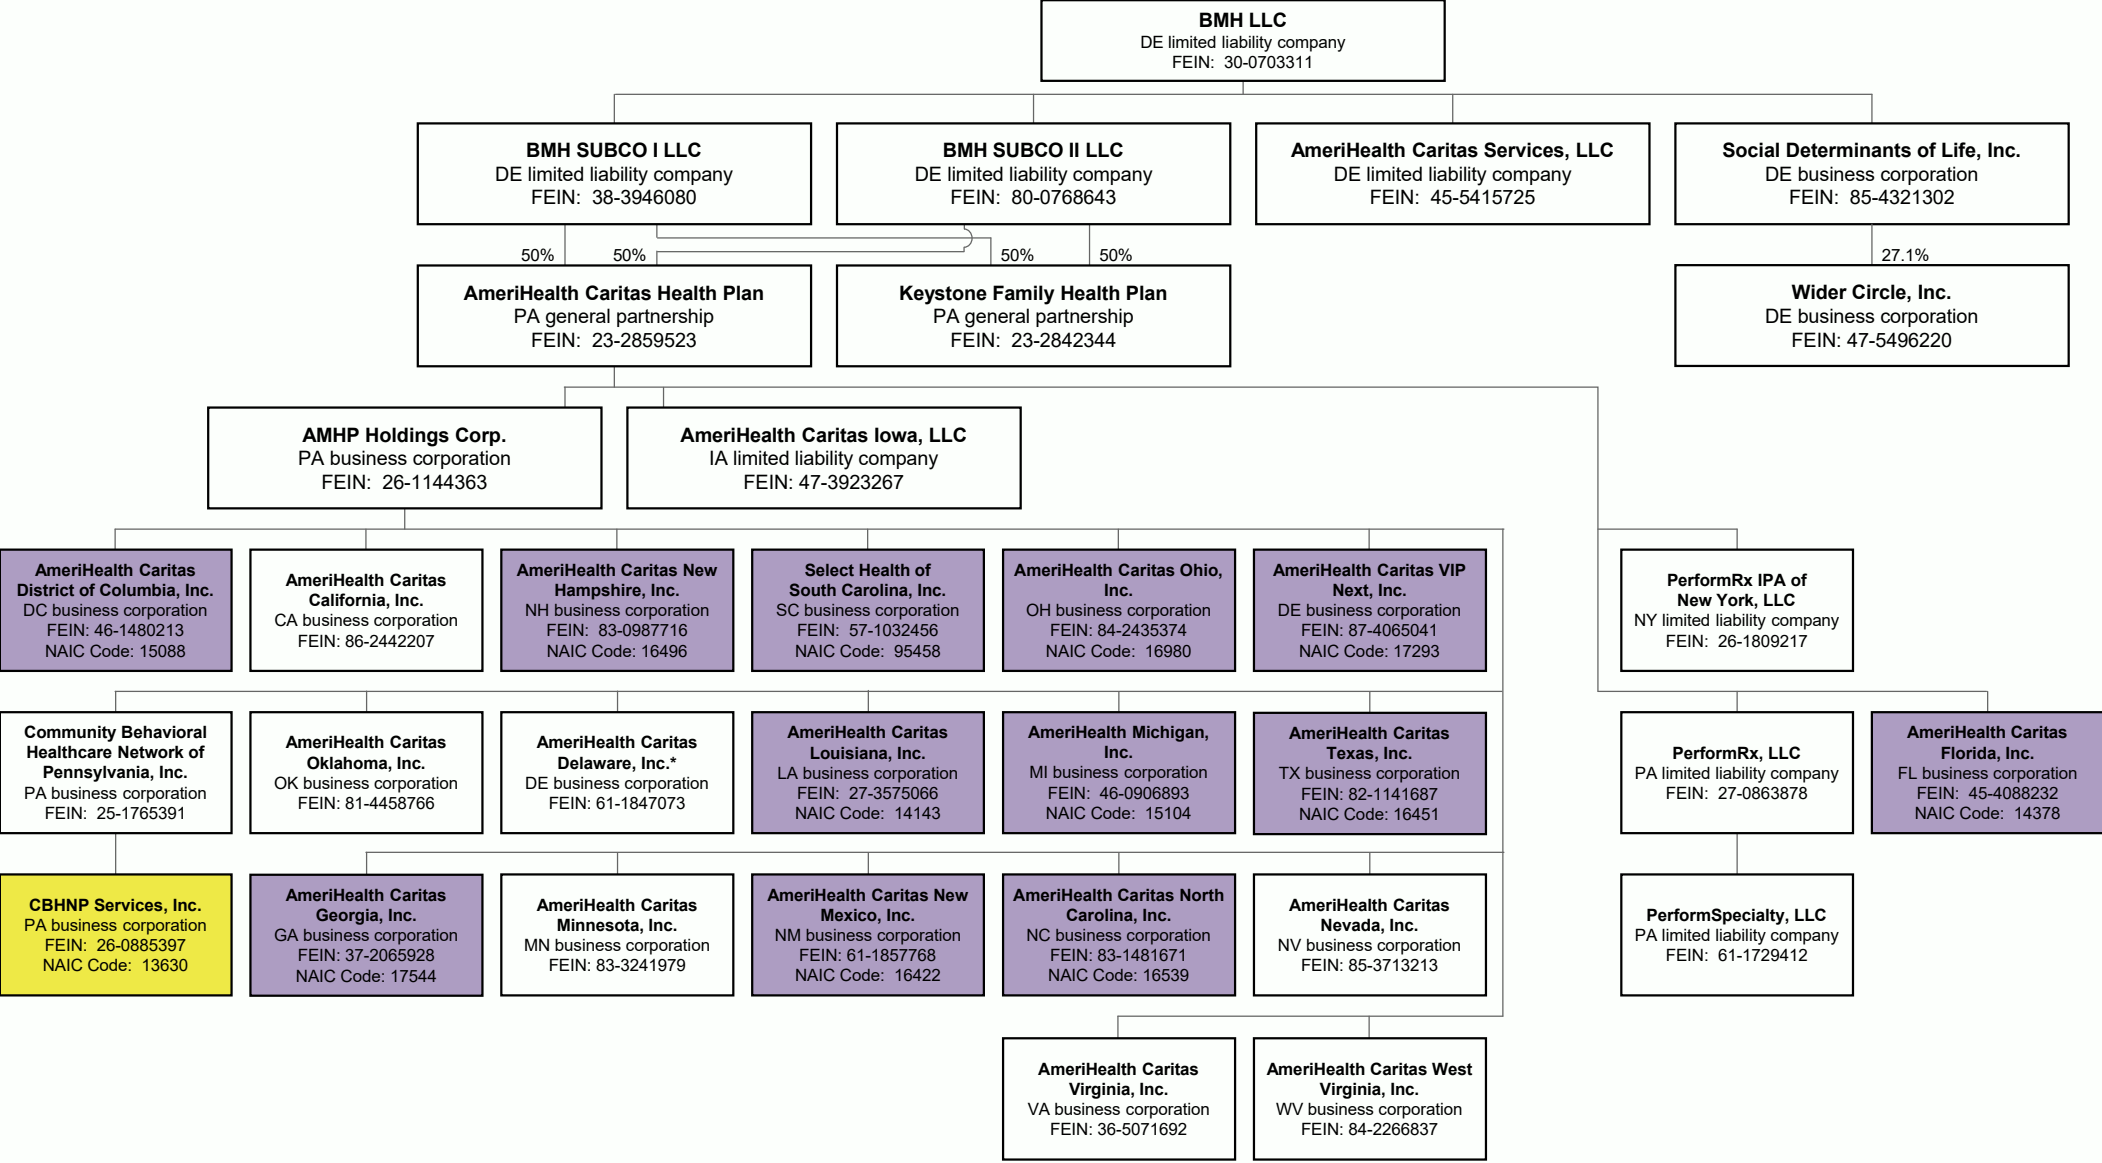 BMH LLC
DE limited liability company
FEIN: 30-0703311
BMH SUBCO I LLC
DE limited liability company
FEIN: 38-3946080
BMH SUBCO II LLC
DE limited liability company
FEIN: 80-0768643
AmeriHealth Caritas Services, LLC
DE limited liability company
FEIN: 45-5415725
Social Determinants of Life, Inc.
DE business corporation
FEIN: 85-4321302
50%
50%
50%
50%
27.1%
AmeriHealth Caritas Health Plan
PA general partnership
FEIN: 23-2859523
Keystone Family Health Plan
PA general partnership
FEIN: 23-2842344
Wider Circle, Inc.
DE business corporation
FEIN: 47-5496220
AMHP Holdings Corp.
PA business corporation
FEIN: 26-1144363
AmeriHealth Caritas Iowa, LLC
IA limited liability company
FEIN: 47-3923267
AmeriHealth Caritas
District of Columbia, Inc.
DC business corporation
FEIN: 46-1480213
NAIC Code: 15088
AmeriHealth Caritas
California, Inc.
CA business corporation
FEIN: 86-2442207
AmeriHealth Caritas New
Hampshire, Inc.
NH business corporation
FEIN: 83-0987716
NAIC Code: 16496
Select Health of
South Carolina, Inc.
SC business corporation
FEIN: 57-1032456
NAIC Code: 95458
AmeriHealth Caritas Ohio,
Inc.
OH business corporation
FEIN: 84-2435374
NAIC Code: 16980
AmeriHealth Caritas VIP
Next, Inc.
DE business corporation
FEIN: 87-4065041
NAIC Code: 17293
PerformRx IPA of
New York, LLC
NY limited liability company
FEIN: 26-1809217
Community Behavioral
Healthcare Network of
Pennsylvania, Inc.
PA business corporation
FEIN: 25-1765391
AmeriHealth Caritas
Oklahoma, Inc.
OK business corporation
FEIN: 81-4458766
AmeriHealth Caritas
Delaware, Inc.*
DE business corporation
FEIN: 61-1847073
AmeriHealth Caritas
Louisiana, Inc.
LA business corporation
FEIN: 27-3575066
NAIC Code: 14143
AmeriHealth Michigan,
Inc.
MI business corporation
FEIN: 46-0906893
NAIC Code: 15104
AmeriHealth Caritas
Texas, Inc.
TX business corporation
FEIN: 82-1141687
NAIC Code: 16451
PerformRx, LLC
PA limited liability company
FEIN: 27-0863878
AmeriHealth Caritas
Florida, Inc.
FL business corporation
FEIN: 45-4088232
NAIC Code: 14378
CBHNP Services, Inc.
PA business corporation
FEIN: 26-0885397
NAIC Code: 13630
AmeriHealth Caritas
Georgia, Inc.
GA business corporation
FEIN: 37-2065928
NAIC Code: 17544
AmeriHealth Caritas
Minnesota, Inc.
MN business corporation
FEIN: 83-3241979
AmeriHealth Caritas New
Mexico, Inc.
NM business corporation
FEIN: 61-1857768
NAIC Code: 16422
AmeriHealth Caritas North
Carolina, Inc.
NC business corporation
FEIN: 83-1481671
NAIC Code: 16539
AmeriHealth Caritas
Nevada, Inc.
NV business corporation
FEIN: 85-3713213
PerformSpecialty, LLC
PA limited liability company
FEIN: 61-1729412
AmeriHealth Caritas
Virginia, Inc.
VA business corporation
FEIN: 36-5071692
AmeriHealth Caritas West
Virginia, Inc.
WV business corporation
FEIN: 84-2266837